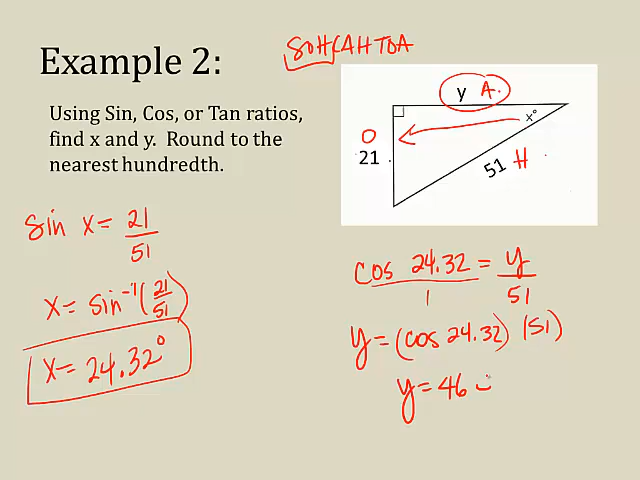 SOHCAHTOA
Example 2:
Using Sin, Cos, or Tan ratios,
find x and y. Round to the
nearest hundredth.
y A.
x°
O
21
51 H
sin x = 21/51
x = sin⁻¹(21/51)
x = 24.32°
cos 24.32/1 = y/51
y = (cos 24.32)(51)
y = 46